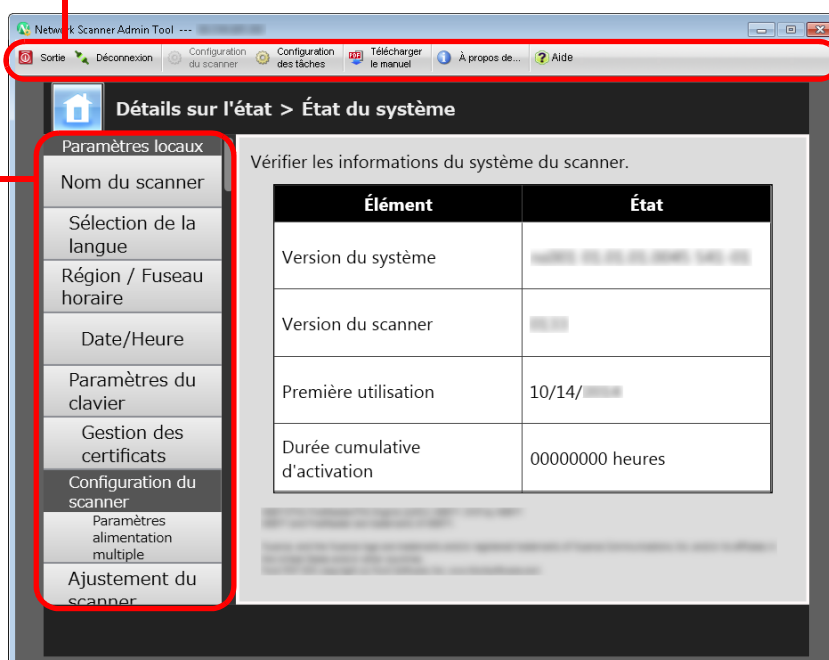 Network Scanner Admin Tool ---
Sortie
Déconnexion
Configuration
du scanner
Configuration
des tâches
Télécharger
le manuel
À propos de...
Aide
Détails sur l'état > État du système
Paramètres locaux
Nom du scanner
Sélection de la
langue
Région / Fuseau
horaire
Date/Heure
Paramètres du
clavier
Gestion des
certificats
Configuration du
scanner
Paramètres
alimentation
multiple
Ajustement du
scanner
Vérifier les informations du système du scanner.
Élément État
Version du système
Version du scanner
Première utilisation 10/14/
Durée cumulative
d'activation
00000000 heures